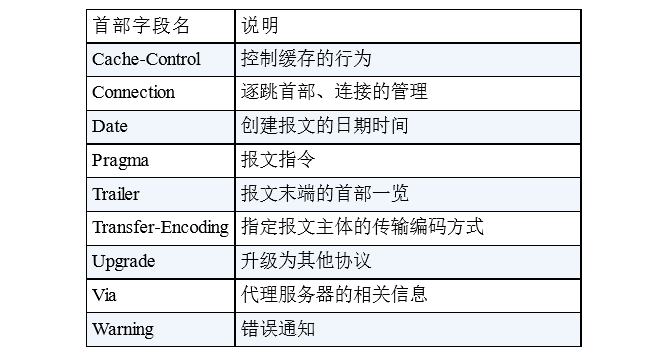 首部字段名 说明
Cache-Control 控制缓存的行为
Connection 逐跳首部、连接的管理
Date 创建报文的日期时间
Pragma 报文指令
Trailer 报文末端的首部一览
Transfer-Encoding 指定报文主体的传输编码方式
Upgrade 升级为其他协议
Via 代理服务器的相关信息
Warning 错误通知